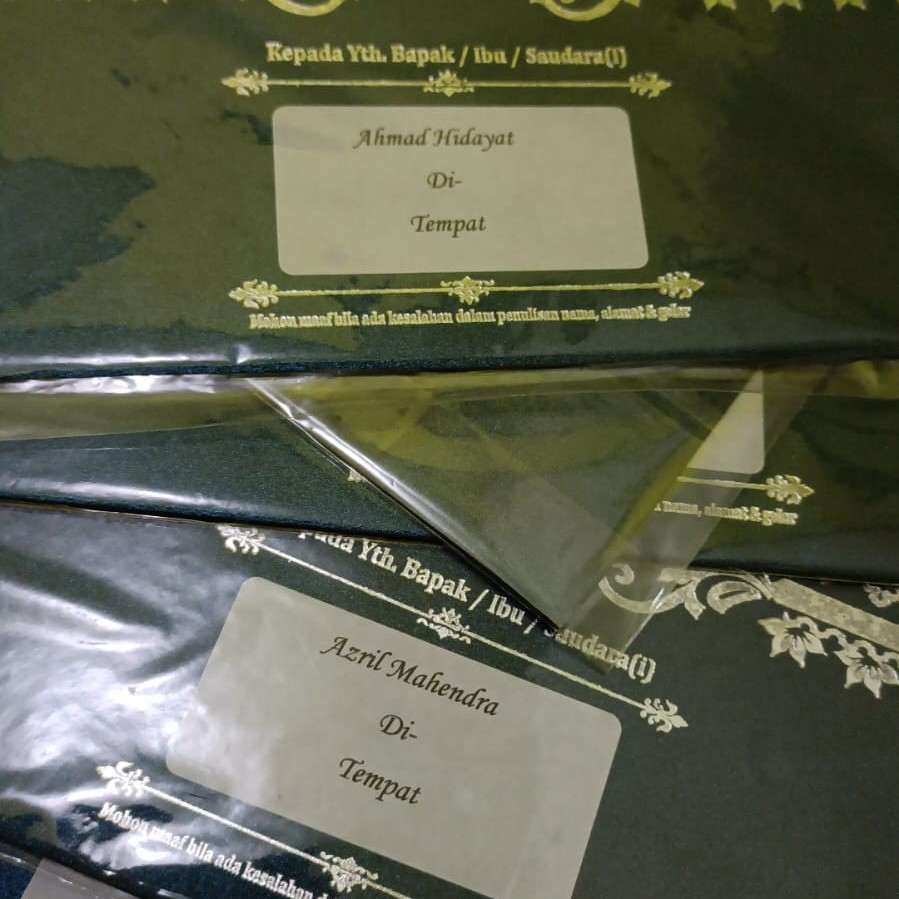 Kepada Yth. Bapak / Ibu / Saudara(i)
Ahmad Hidayat
Di-
Tempat
Mohon maaf bila ada kesalahan dalam penulisan nama, alamat & gelar
nama, alamat & gelar
Yth. Bapak / Ibu / Saudara(i)
Azril Mahendra
Di-
Tempat
Mohon maaf bila ada kesalahan